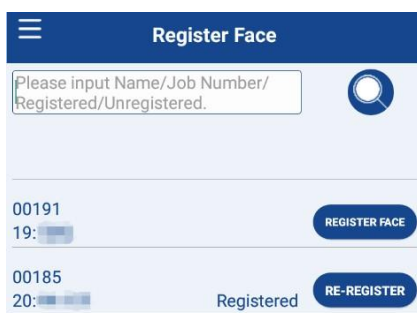 Register Face
Please input Name/Job Number/
Registered/Unregistered.
00191
19:
REGISTER FACE
00185
20:
Registered
RE-REGISTER